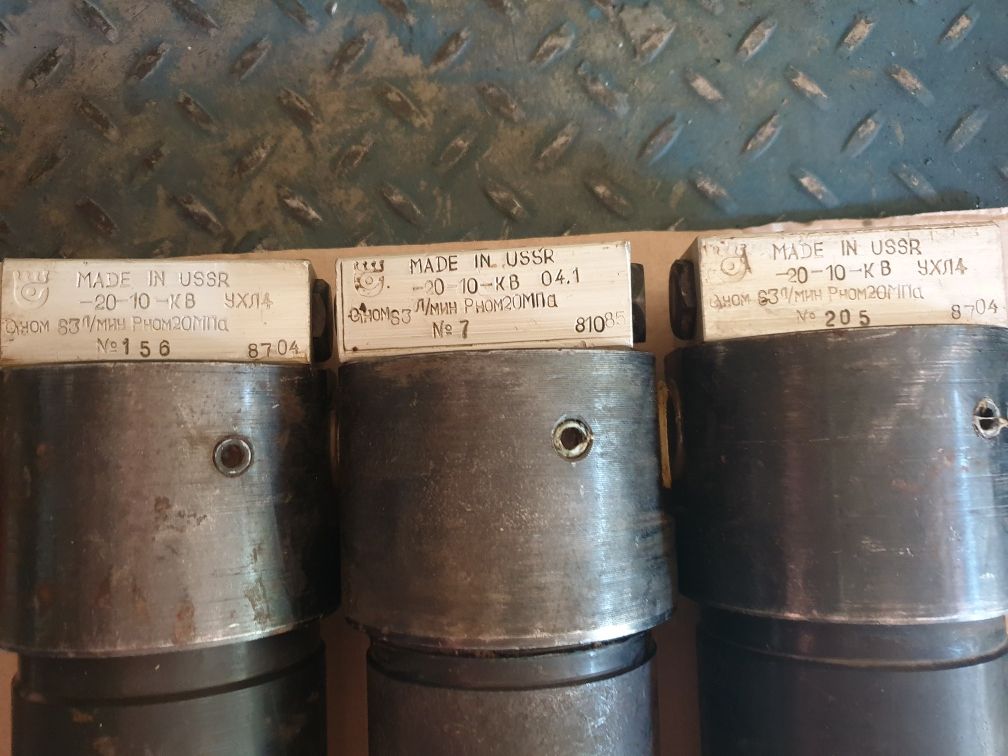 MADE IN USSR
-20-10-КВ УХЛ4
Qном 63 Л/мин Рном20МПа
№156 8704
MADE IN USSR
-20-10-КВ 04.1
Qном 63 Л/мин Рном20МПа
№7 81085
MADE IN USSR
-20-10-КВ УХЛ4
Qном 63 Л/мин Рном20МПа
№ 205 8704